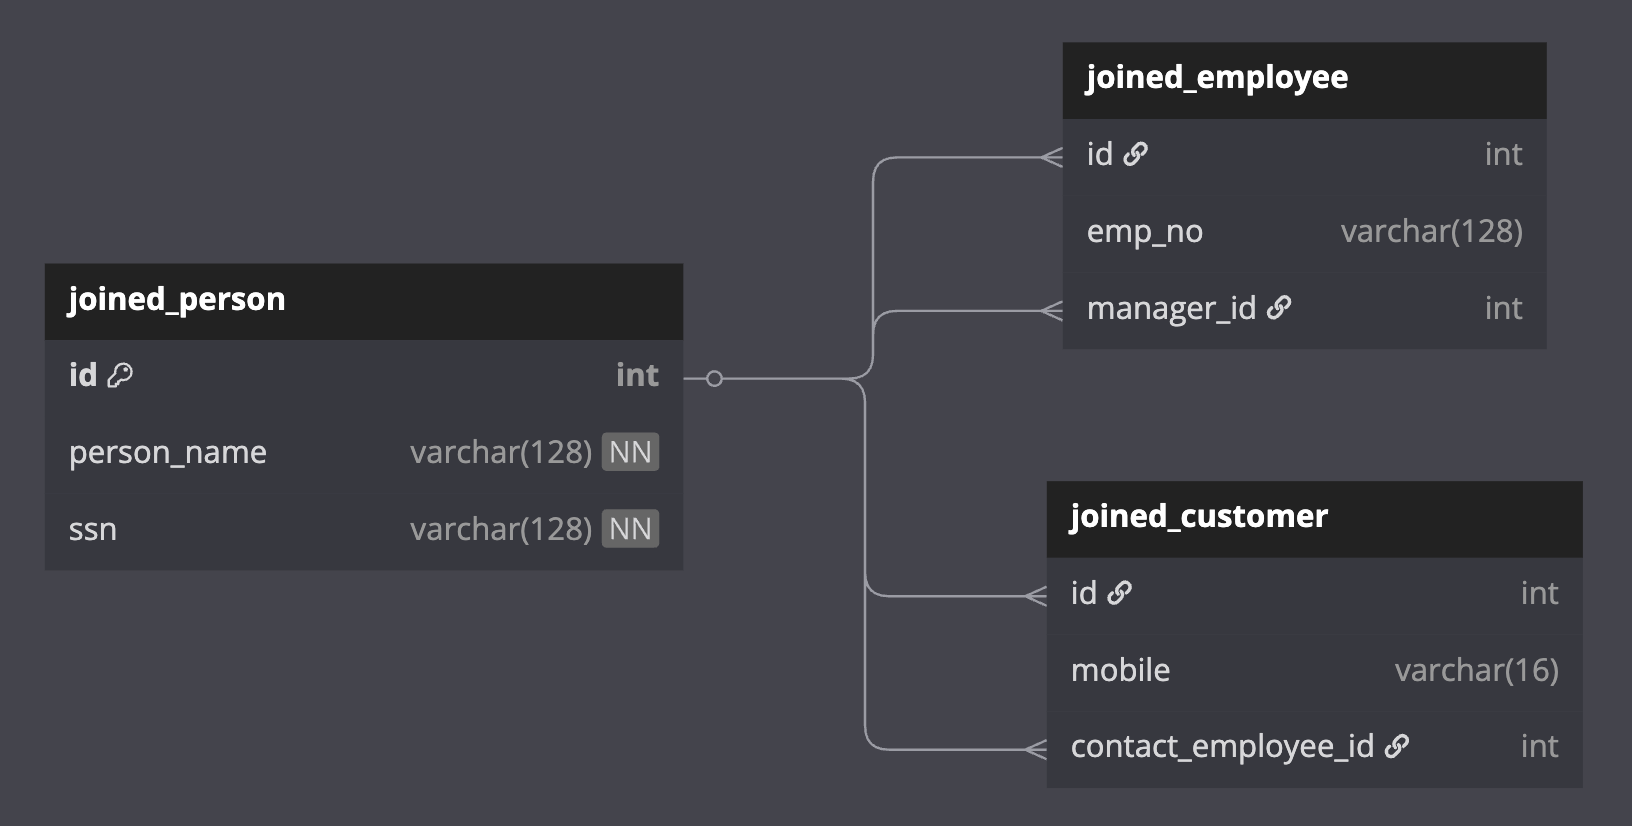 joined_person
id int
person_name varchar(128) NN
ssn varchar(128) NN
joined_employee
id int
emp_no varchar(128)
manager_id int
joined_customer
id int
mobile varchar(16)
contact_employee_id int